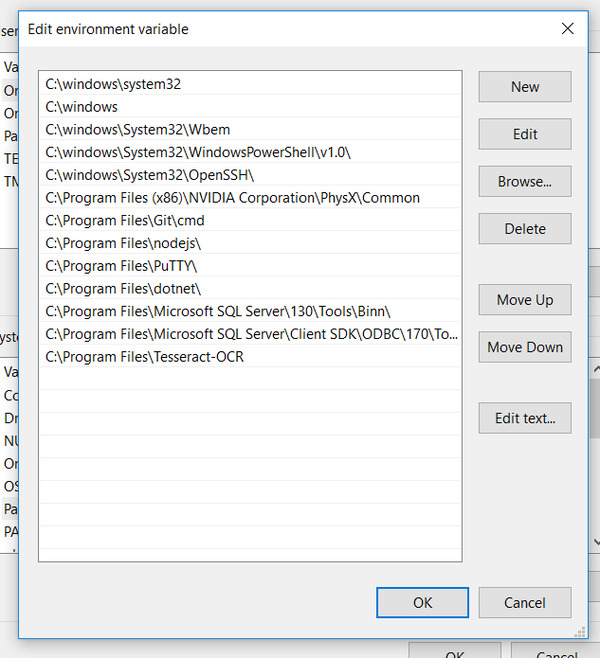 Edit environment variable
C:\windows\system32
C:\windows
C:\windows\System32\Wbem
C:\windows\System32\WindowsPowerShell\v1.0\
C:\windows\System32\OpenSSH\
C:\Program Files (x86)\NVIDIA Corporation\PhysX\Common
C:\Program Files\Git\cmd
C:\Program Files\nodejs\
C:\Program Files\PuTTY\
C:\Program Files\dotnet\
C:\Program Files\Microsoft SQL Server\130\Tools\Binn\
C:\Program Files\Microsoft SQL Server\Client SDK\ODBC\170\To...
C:\Program Files\Tesseract-OCR
New
Edit
Browse...
Delete
Move Up
Move Down
Edit text...
OK
Cancel
ser
Va
Or
Or
Pa
TE
TM
yste
Va
Co
Dr
NU
Or
OS
Pa
PA
OK
Cancel